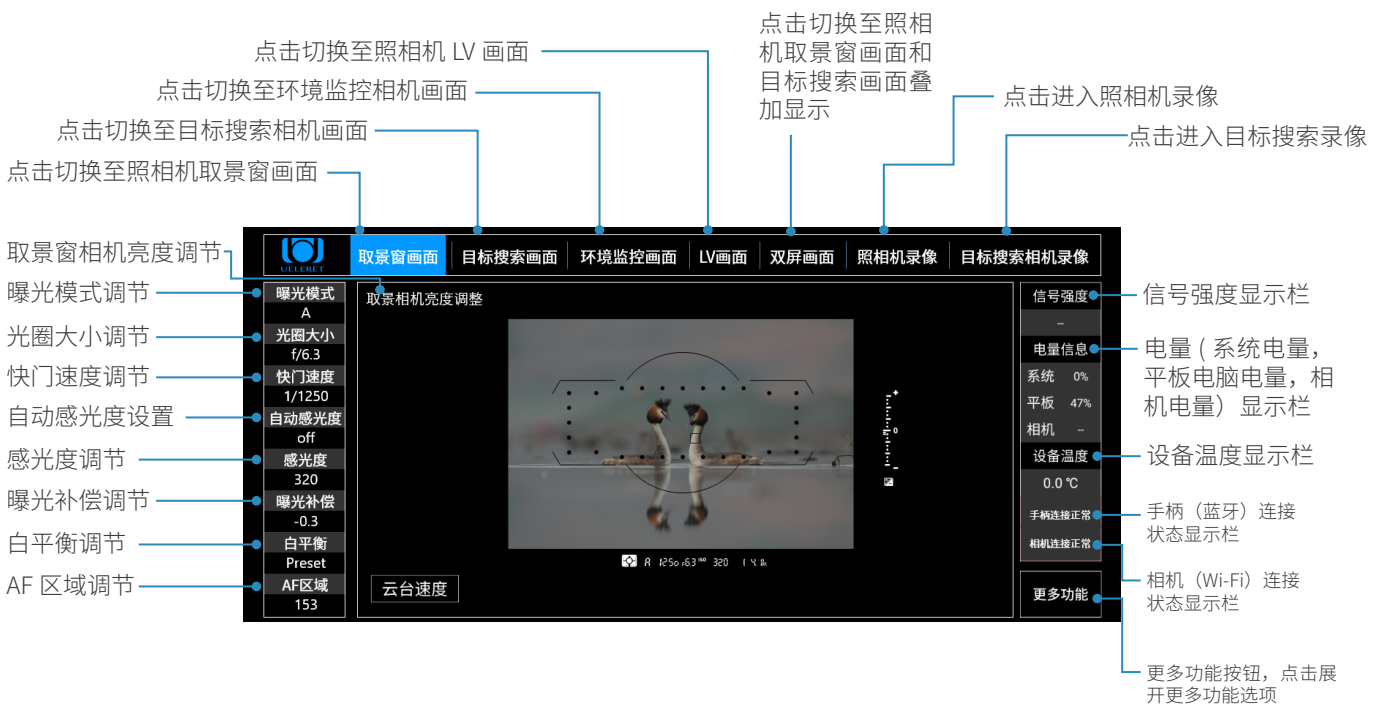 点击切换至照相
机取景窗画面和
目标搜索画面叠
加显示
点击切换至照相机 LV 画面
点击切换至环境监控相机画面
点击进入照相机录像
点击切换至目标搜索相机画面
点击进入目标搜索录像
点击切换至照相机取景窗画面
取景窗相机亮度调节
曝光模式调节
光圈大小调节
快门速度调节
自动感光度设置
感光度调节
曝光补偿调节
白平衡调节
AF 区域调节
UELERET
取景窗画面
目标搜索画面
环境监控画面
LV画面
双屏画面
照相机录像
目标搜索相机录像
曝光模式
A
光圈大小
f/6.3
快门速度
1/1250
自动感光度
off
感光度
320
曝光补偿
-0.3
白平衡
Preset
AF区域
153
取景相机亮度调整
+
0
-
云台速度
信号强度
--
电量信息
系统 0%
平板 47%
相机 --
设备温度
0.0 ℃
手柄连接正常
相机连接正常
更多功能
信号强度显示栏
电量 ( 系统电量，
平板电脑电量，相
机电量）显示栏
设备温度显示栏
手柄（蓝牙）连接
状态显示栏
相机（Wi-Fi）连接
状态显示栏
更多功能按钮，点击展
开更多功能选项